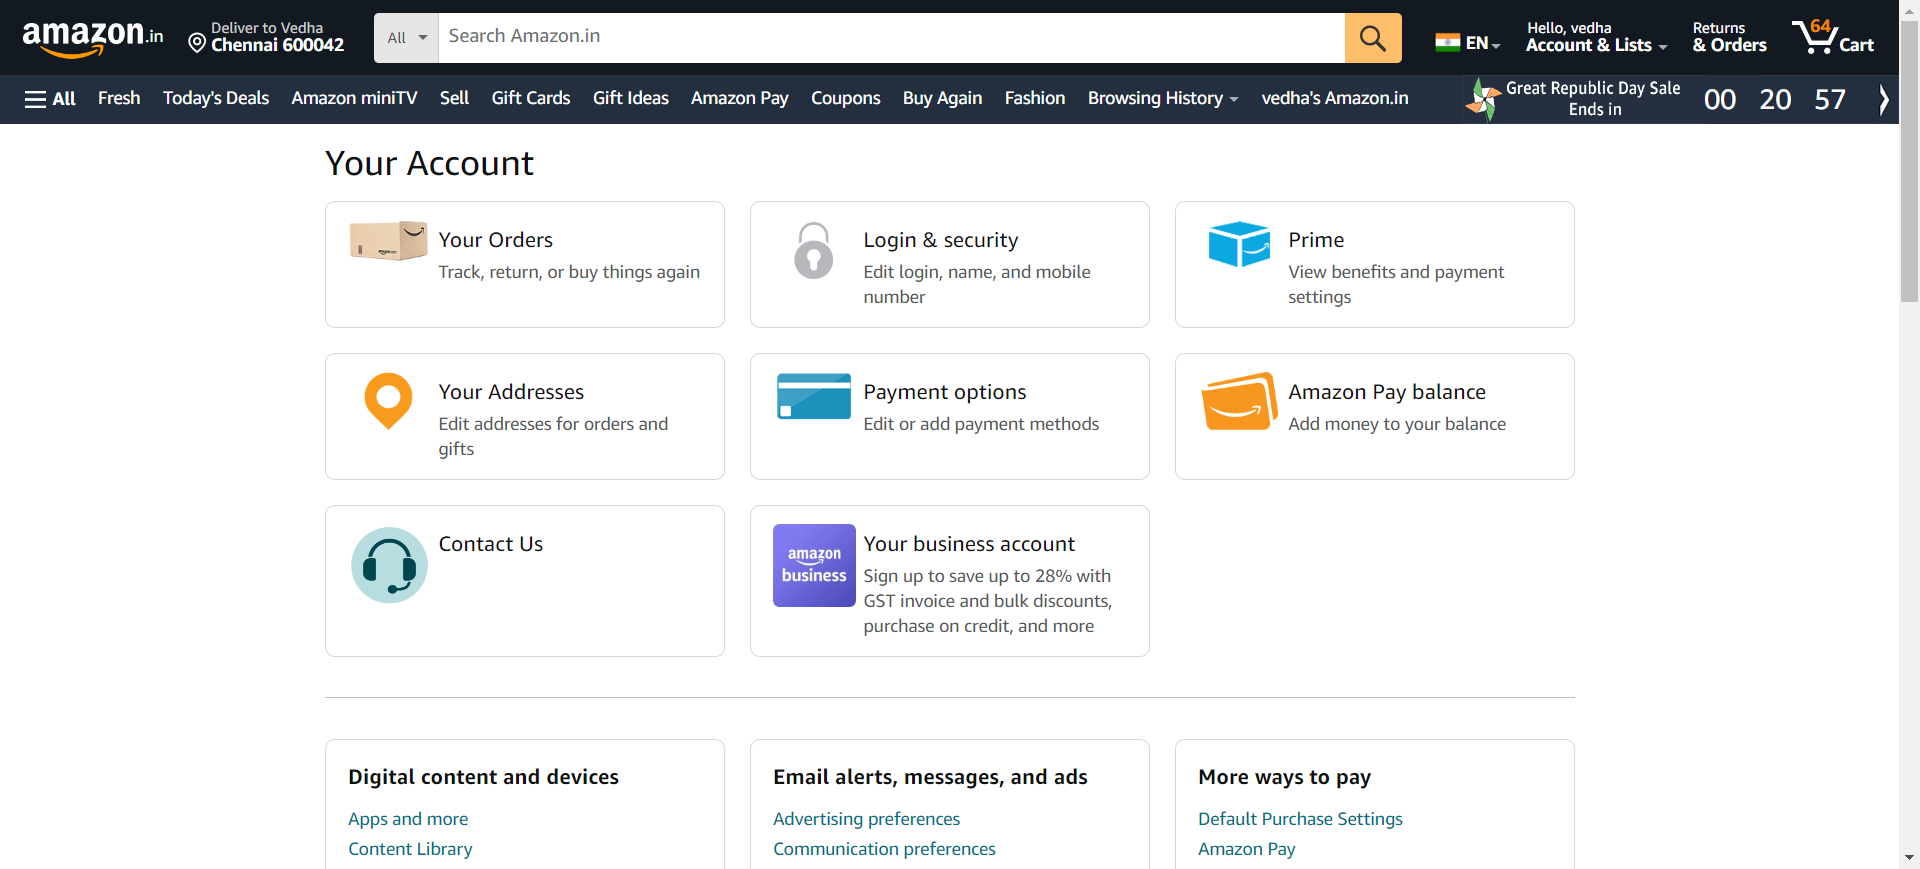 amazon.in
Deliver to Vedha
Chennai 600042
All
Search Amazon.in
EN
Hello, vedha
Account & Lists
Returns
& Orders
64
Cart
All
Fresh
Today's Deals
Amazon miniTV
Sell
Gift Cards
Gift Ideas
Amazon Pay
Coupons
Buy Again
Fashion
Browsing History
vedha's Amazon.in
Great Republic Day Sale
Ends in
00 20 57
Your Account
Your Orders
Track, return, or buy things again
Login & security
Edit login, name, and mobile
number
Prime
View benefits and payment
settings
Your Addresses
Edit addresses for orders and
gifts
Payment options
Edit or add payment methods
Amazon Pay balance
Add money to your balance
Contact Us
amazon
business
Your business account
Sign up to save up to 28% with
GST invoice and bulk discounts,
purchase on credit, and more
Digital content and devices
Apps and more
Content Library
Email alerts, messages, and ads
Advertising preferences
Communication preferences
More ways to pay
Default Purchase Settings
Amazon Pay